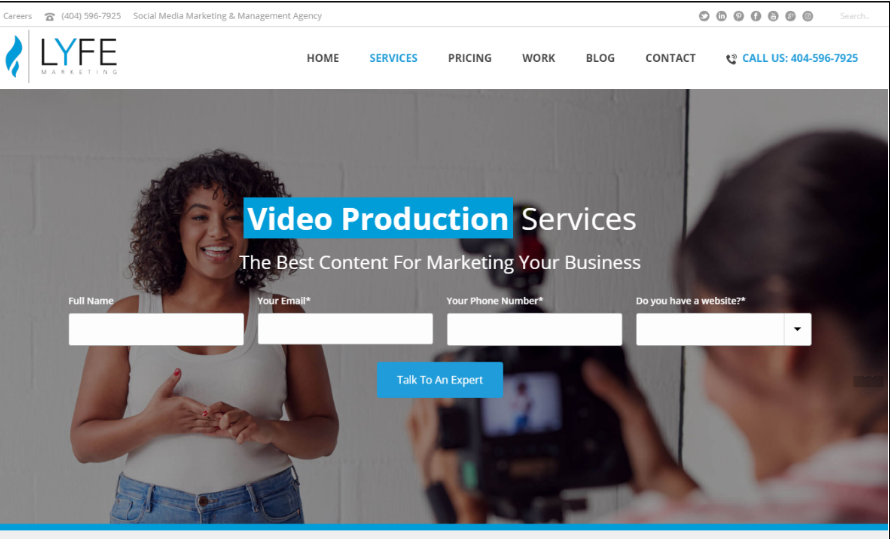 Careers (404) 596-7925 Social Media Marketing & Management Agency Search..
LYFE
MARKETING
HOME SERVICES PRICING WORK BLOG CONTACT CALL US: 404-596-7925
Video Production Services
The Best Content For Marketing Your Business
Full Name Your Email* Your Phone Number* Do you have a website?*
Talk To An Expert